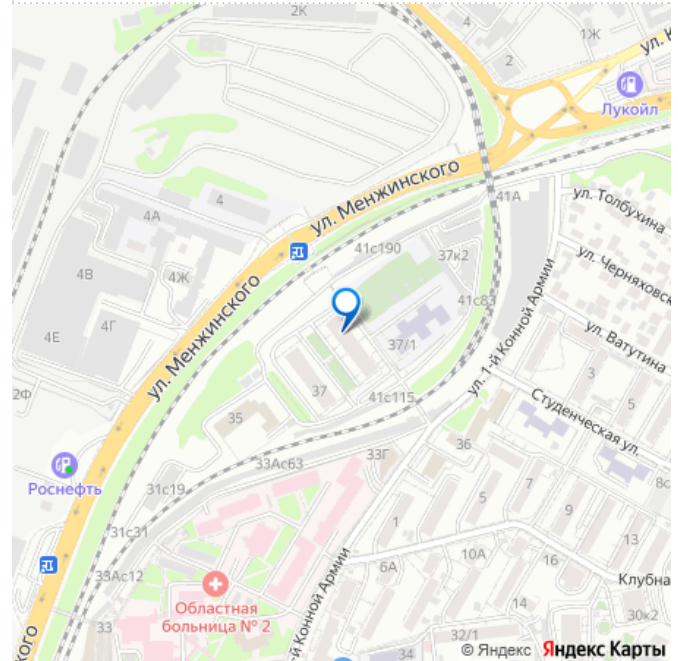 2К
4
1Ж
2
ул. К
Лукойл
ул. Менжинского
4
4А
41А
ул. Толбухина
41с190
37к2
4В
4Ж
ул. Черняховск
41с83
ул. 1-й Конной Армии
4Г
4Е
ул. Менжинского
37/1
ул. Ватутина
3
2Ф
37
5
41с115
Студенческая ул.
35
36
33Г
33Ас63
Роснефть
31с19
8с
7
9
5
31с31
1
13
10А
33Ас12
6А
Клубна
Областная
больница № 2
14
30к2
33
-й Конной Армии
32/1
34
ского
© Яндекс Яндекс Карты